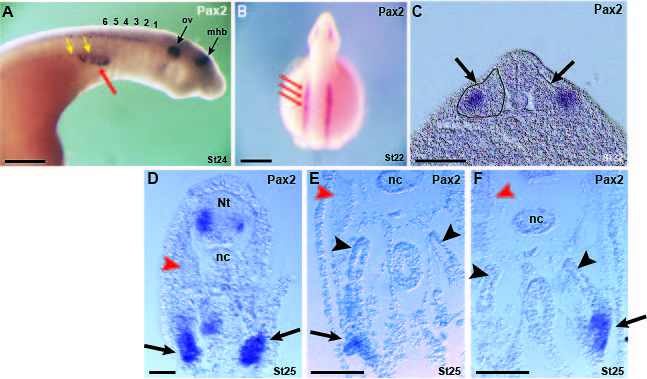 A
6 5 4 3 2 1
Pax2
ov
mhb
St24
B
Pax2
St22
C
Pax2
D
Pax2
Nt
nc
St25
E
nc
Pax2
St25
F
Pax2
nc
St25